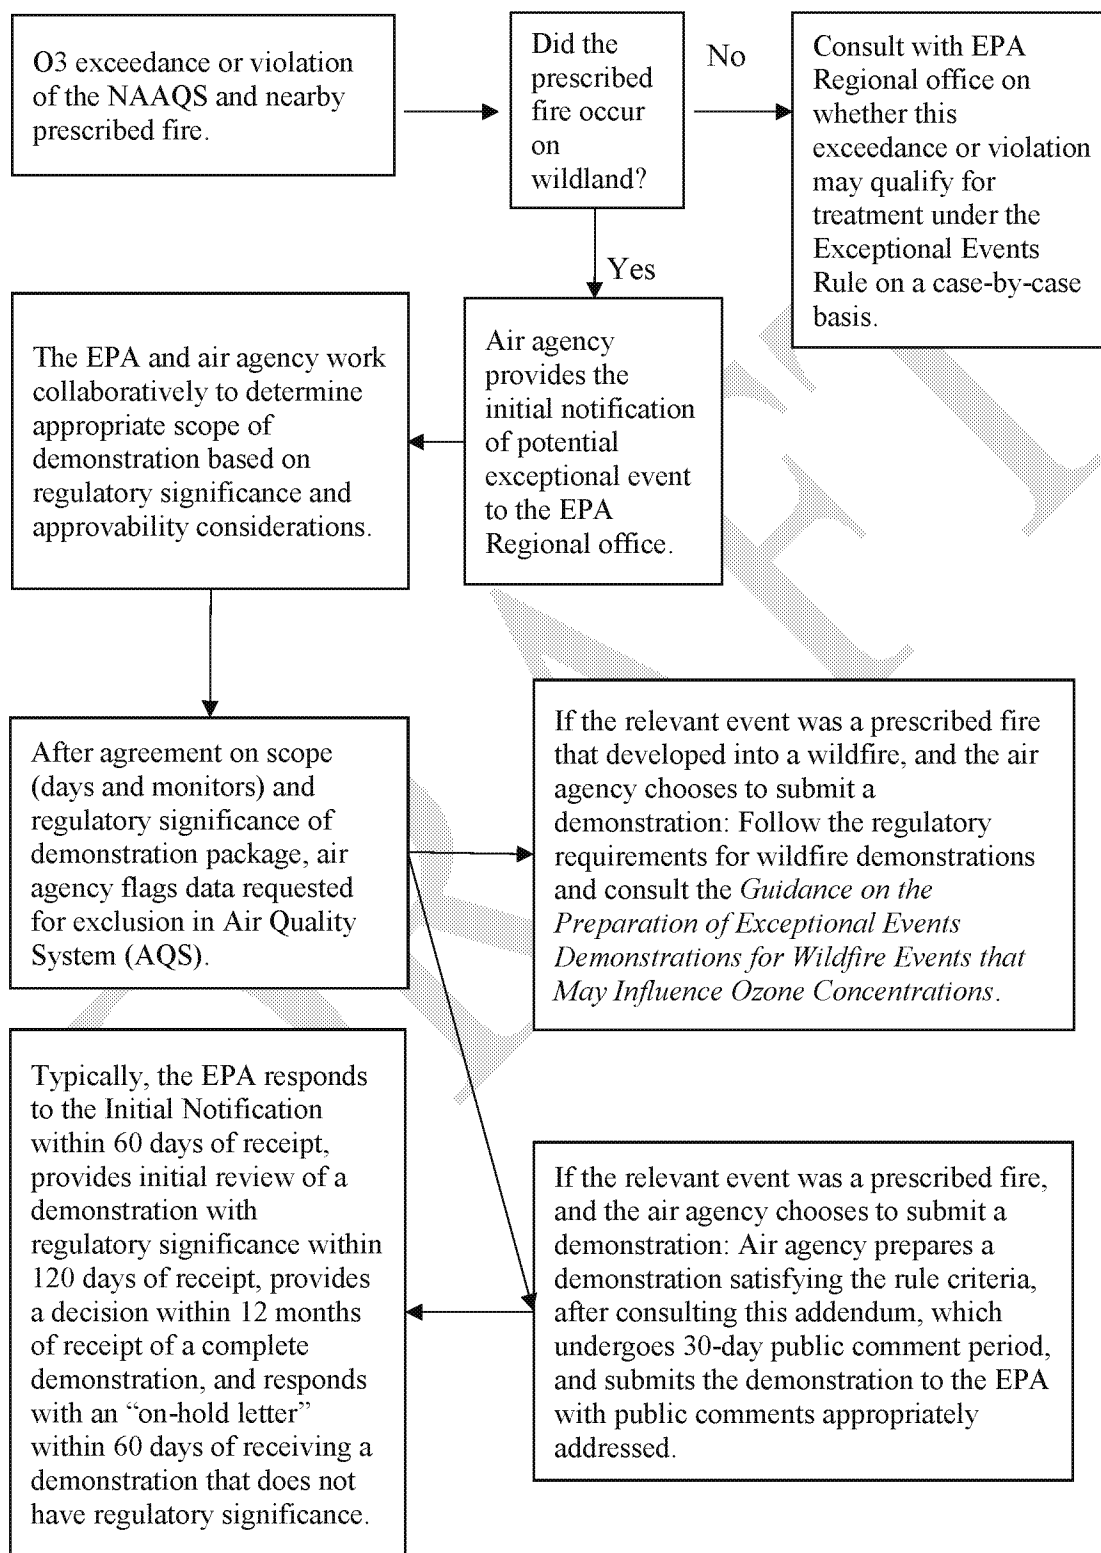 O3 exceedance or violation
of the NAAQS and nearby
prescribed fire.
Did the
prescribed
fire occur
on
wildland?
No
Consult with EPA
Regional office on
whether this
exceedance or violation
may qualify for
treatment under the
Exceptional Events
Rule on a case-by-case
basis.
Yes
Air agency
provides the
initial notification
of potential
exceptional event
to the EPA
Regional office.
The EPA and air agency work
collaboratively to determine
appropriate scope of
demonstration based on
regulatory significance and
approvability considerations.
After agreement on scope
(days and monitors) and
regulatory significance of
demonstration package, air
agency flags data requested
for exclusion in Air Quality
System (AQS).
If the relevant event was a prescribed fire
that developed into a wildfire, and the air
agency chooses to submit a
demonstration: Follow the regulatory
requirements for wildfire demonstrations
and consult the Guidance on the
Preparation of Exceptional Events
Demonstrations for Wildfire Events that
May Influence Ozone Concentrations.
If the relevant event was a prescribed fire,
and the air agency chooses to submit a
demonstration: Air agency prepares a
demonstration satisfying the rule criteria,
after consulting this addendum, which
undergoes 30-day public comment period,
and submits the demonstration to the EPA
with public comments appropriately
addressed.
Typically, the EPA responds
to the Initial Notification
within 60 days of receipt,
provides initial review of a
demonstration with
regulatory significance within
120 days of receipt, provides
a decision within 12 months
of receipt of a complete
demonstration, and responds
with an “on-hold letter”
within 60 days of receiving a
demonstration that does not
have regulatory significance.
DRAFT